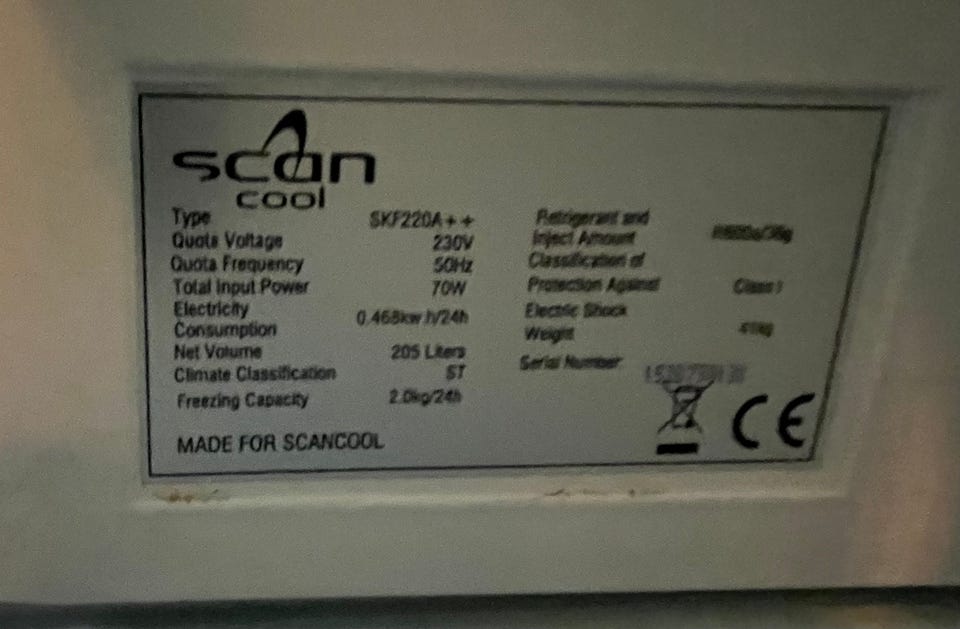 scan
cool
Type SKF220A++
Quota Voltage 230V
Quota Frequency 50Hz
Total Input Power 70W
Electricity
Consumption 0.468kw.h/24h
Net Volume 205 Liters
Climate Classification ST
Freezing Capacity 2.0kg/24h
MADE FOR SCANCOOL
Refrigerant and
Inject Amount
Classification of
Protection Against Class I
Electric Shock
Weight
Serial Number
CE